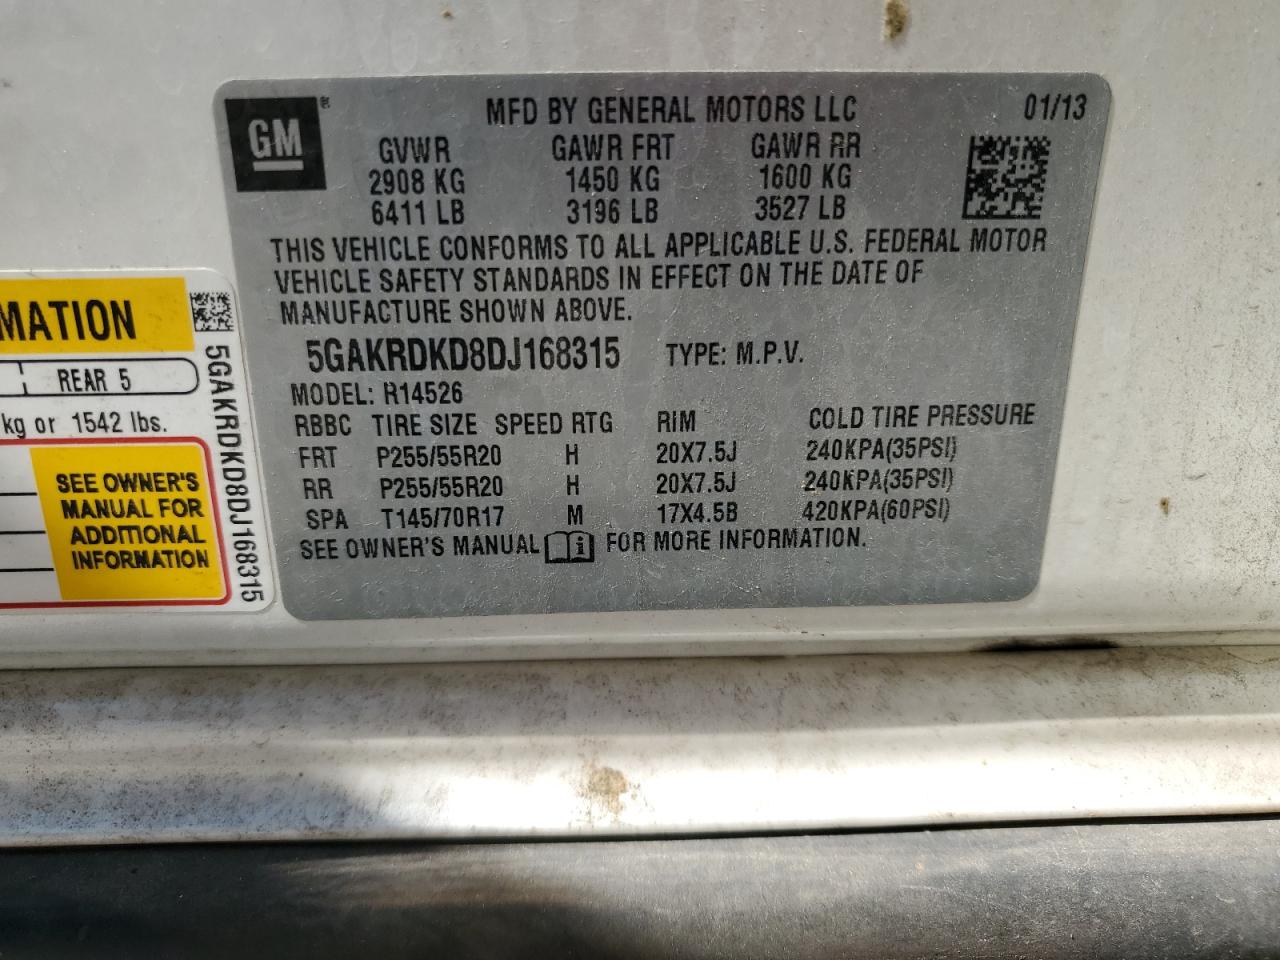 GM
MFD BY GENERAL MOTORS LLC 01/13
GVWR GAWR FRT GAWR RR
2908 KG 1450 KG 1600 KG
6411 LB 3196 LB 3527 LB
THIS VEHICLE CONFORMS TO ALL APPLICABLE U.S. FEDERAL MOTOR
VEHICLE SAFETY STANDARDS IN EFFECT ON THE DATE OF
MANUFACTURE SHOWN ABOVE.
5GAKRDKD8DJ168315 TYPE: M.P.V.
MODEL: R14526
RBBC TIRE SIZE SPEED RTG RIM COLD TIRE PRESSURE
FRT P255/55R20 H 20X7.5J 240KPA(35PSI)
RR P255/55R20 H 20X7.5J 240KPA(35PSI)
SPA T145/70R17 M 17X4.5B 420KPA(60PSI)
SEE OWNER'S MANUAL i FOR MORE INFORMATION.
MATION
REAR 5
kg or 1542 lbs.
SEE OWNER'S
MANUAL FOR
ADDITIONAL
INFORMATION
5GAKRDKD8DJ168315